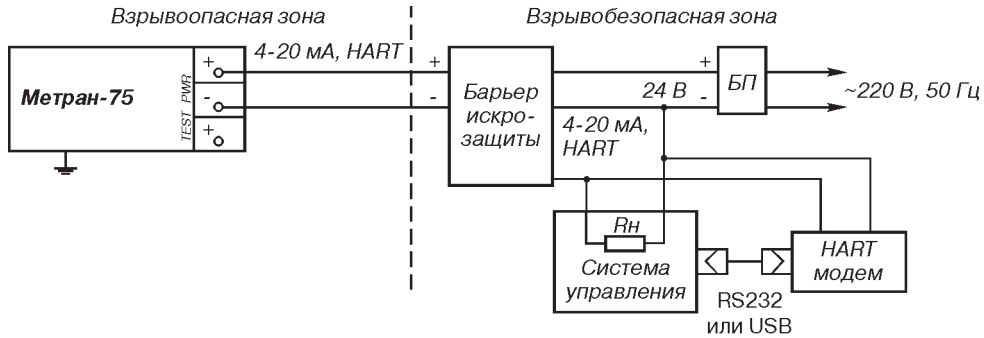 Взрывоопасная зона
Взрывобезопасная зона
4-20 мА, HART
Метран-75
TEST PWR
+
-
+
+
-
Барьер
искро-
защиты
+
24 В -
БП
~220 В, 50 Гц
4-20 мА,
HART
Rн
Система
управления
HART
модем
RS232
или USB